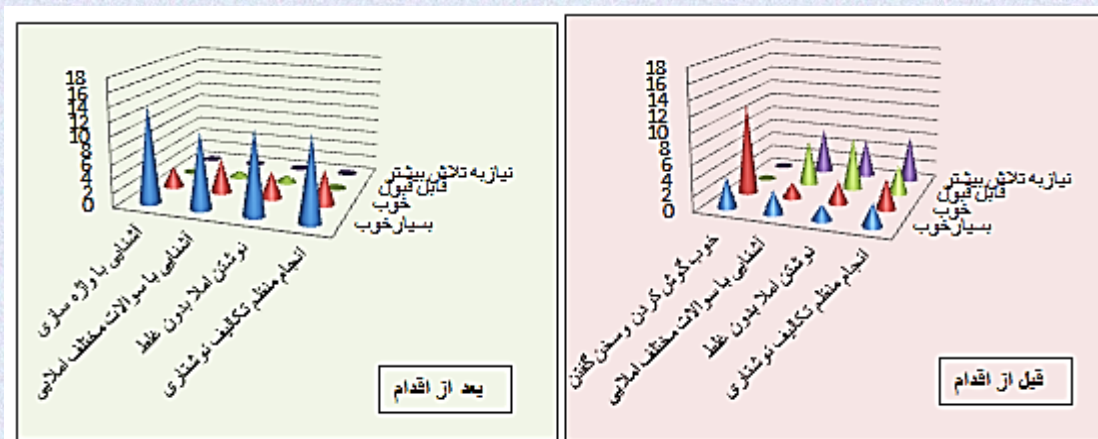 18
16
14
12
10
8
6
4
2
0
نیاز به تلاش بیشتر
قابل قبول
خوب
بسیار خوب
خوب گوش کردن و سخن گفتن
آشنایی با سوالات مختلف املایی
نوشتن املا بدون غلط
انجام منظم تکالیف نوشتاری
قبل از اقدام
18
16
14
12
10
8
6
4
2
0
نیاز به تلاش بیشتر
قابل قبول
خوب
بسیار خوب
آشنایی با واژه سازی
آشنایی با سوالات مختلف املایی
نوشتن املا بدون غلط
انجام منظم تکالیف نوشتاری
بعد از اقدام